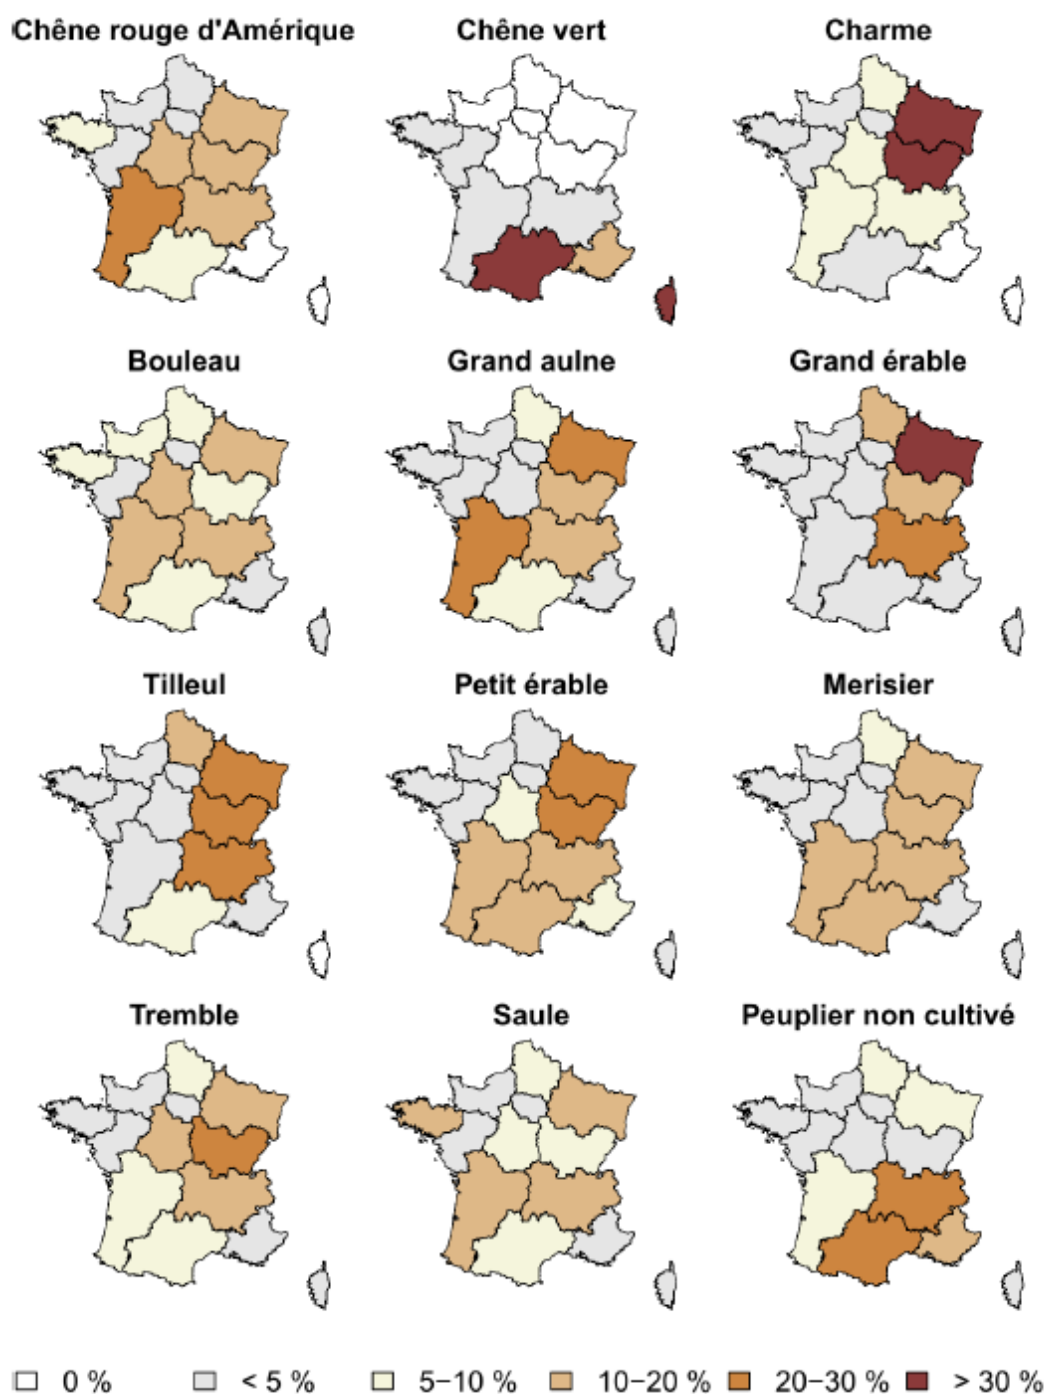 Chêne rouge d'Amérique Chêne vert Charme
Bouleau Grand aulne Grand érable
Tilleul Petit érable Merisier
Tremble Saule Peuplier non cultivé
0 % < 5 % 5−10 % 10−20 % 20−30 % > 30 %